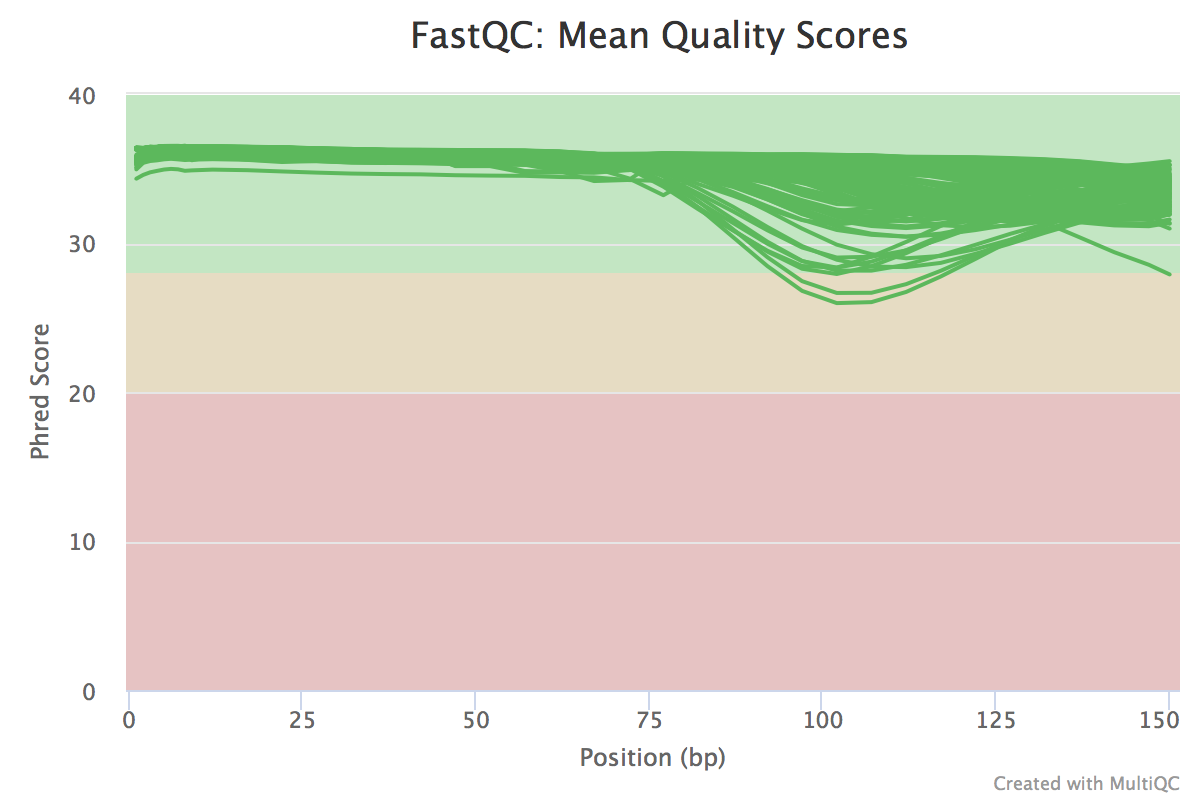 FastQC: Mean Quality Scores
40
30
20
10
0
Phred Score
0 25 50 75 100 125 150
Position (bp)
Created with MultiQC